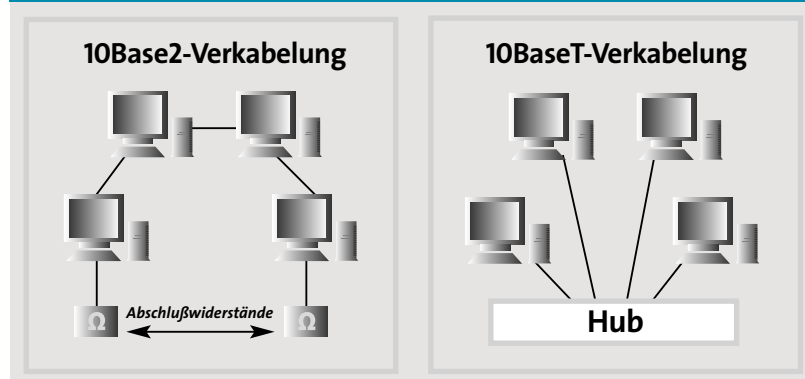 10Base2-Verkabelung
Ω
Abschlußwiderstände
Ω
10BaseT-Verkabelung
Hub